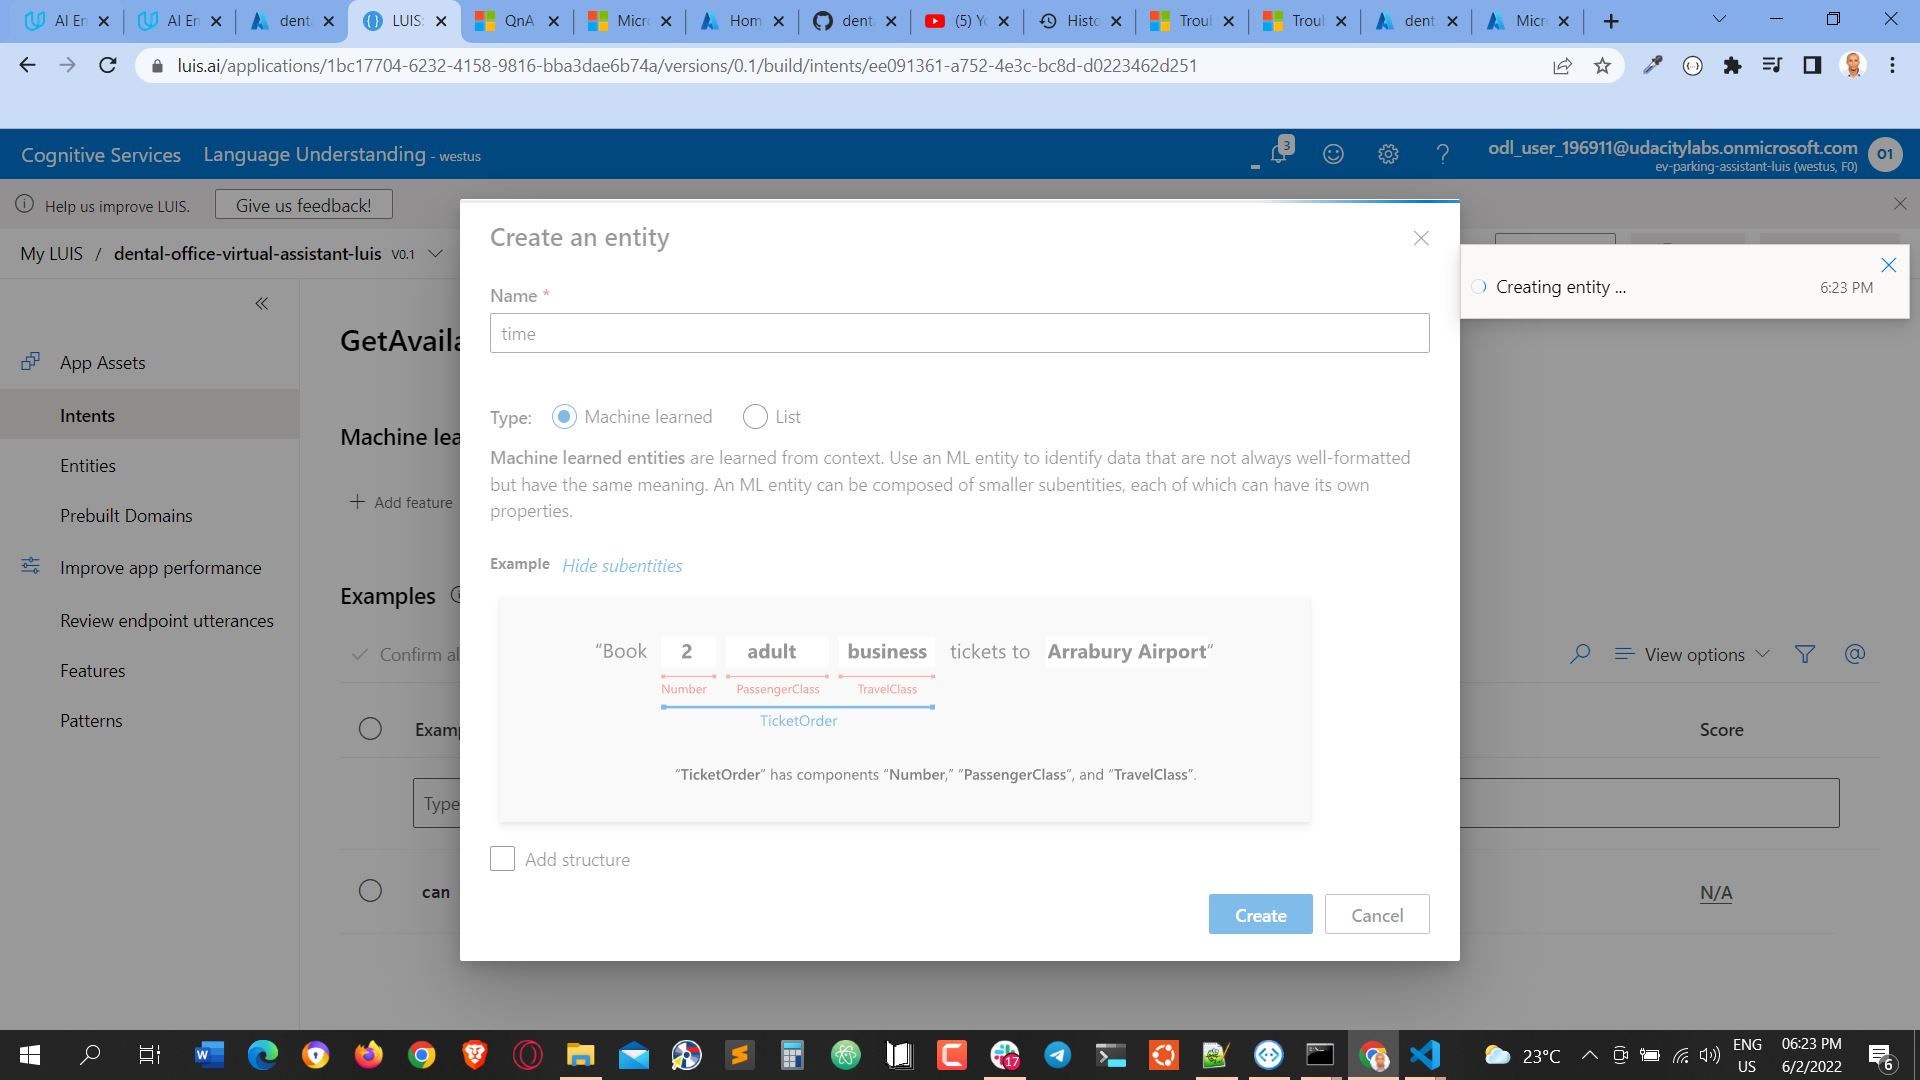 AI En
AI En
dent
LUIS:
QnA
Micro
Hom
dent
(5) Yo
Histo
Troul
Troul
dent
Micr
luis.ai/applications/1bc17704-6232-4158-9816-bba3dae6b74a/versions/0.1/build/intents/ee091361-a752-4e3c-bc8d-d0223462d251
Cognitive Services Language Understanding - westus
3
odl_user_196911@udacitylabs.onmicrosoft.com
ev-parking-assistant-luis (westus, F0)
O1
Help us improve LUIS. Give us feedback!
My LUIS / dental-office-virtual-assistant-luis V0.1
App Assets
Intents
Entities
Prebuilt Domains
Improve app performance
Review endpoint utterances
Features
Patterns
GetAvaila
Machine lea
+ Add feature
Examples
Confirm al
View options
@
Examp
Score
Type
can
N/A
Create an entity
Name *
time
Type: Machine learned List
Machine learned entities are learned from context. Use an ML entity to identify data that are not always well-formatted
but have the same meaning. An ML entity can be composed of smaller subentities, each of which can have its own
properties.
Example Hide subentities
“Book 2 adult business tickets to Arrabury Airport”
Number PassengerClass TravelClass
TicketOrder
“TicketOrder” has components “Number,” “PassengerClass”, and “TravelClass”.
Add structure
Create Cancel
Creating entity ... 6:23 PM
17
23°C
ENG
US
06:23 PM
6/2/2022
6